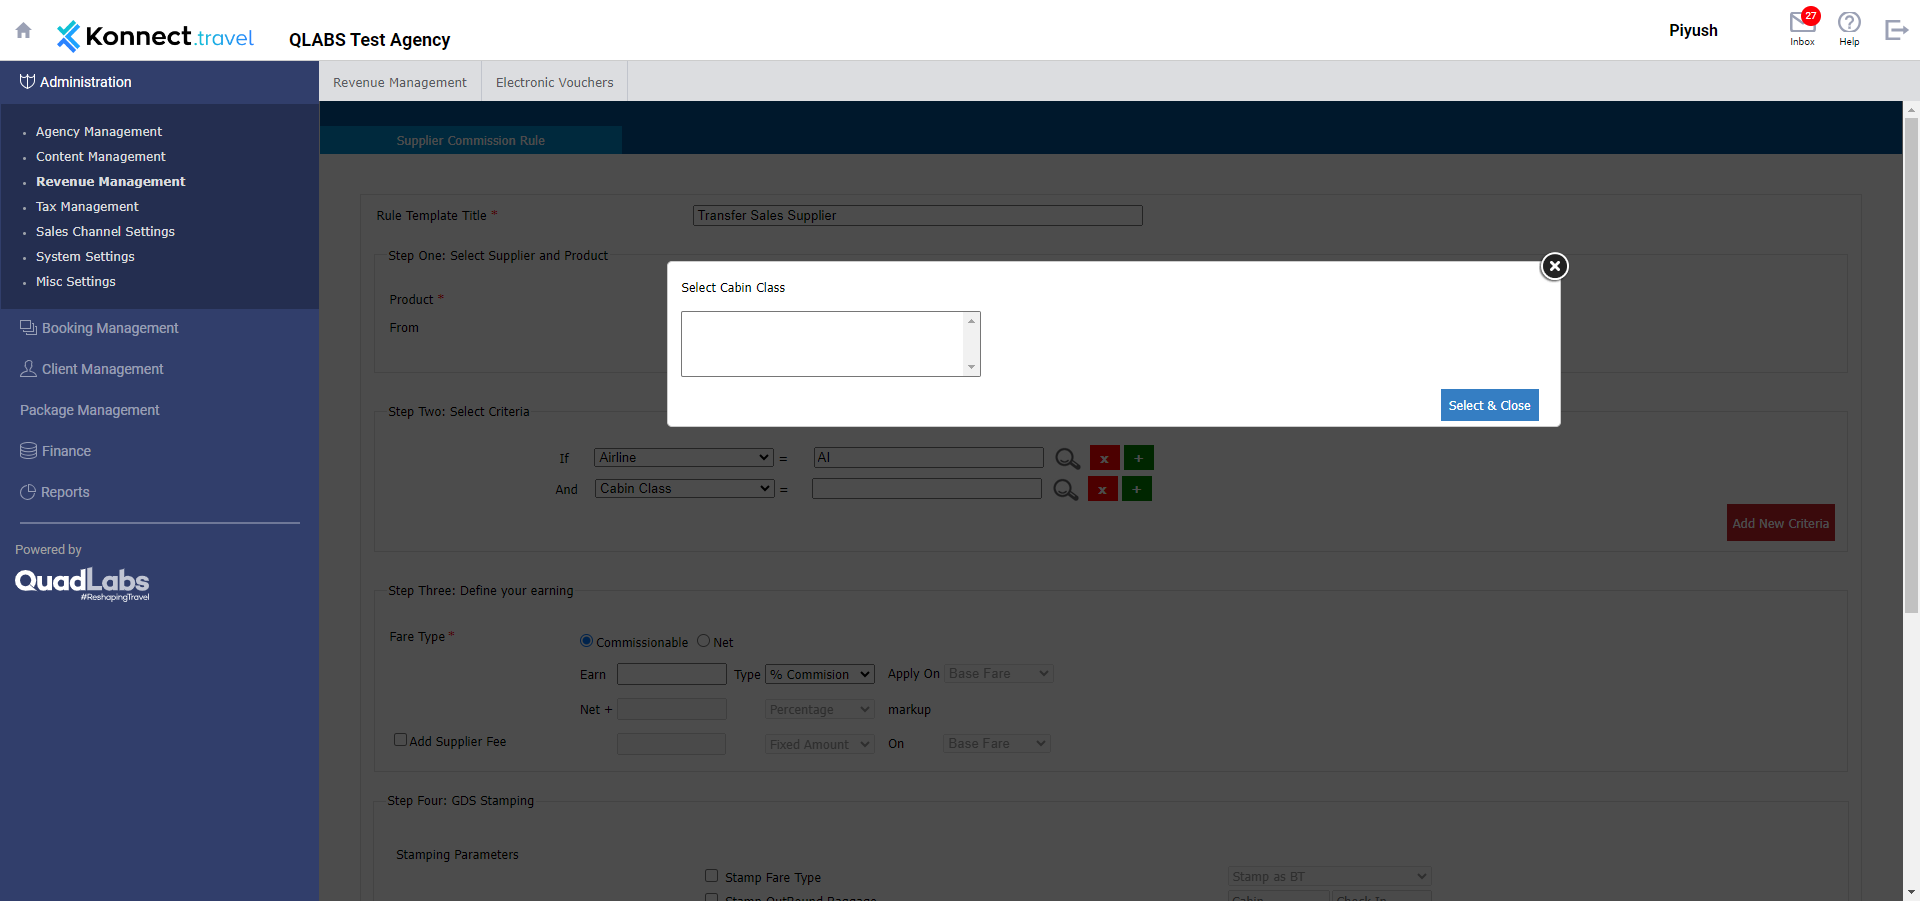 Konnect.travel
QLABS Test Agency
Piyush
27
Inbox
Help
Administration
Revenue Management
Electronic Vouchers
Agency Management
Content Management
Revenue Management
Tax Management
Sales Channel Settings
System Settings
Misc Settings
Booking Management
Client Management
Package Management
Finance
Reports
Powered by
QuadLabs
#ReshapingTravel
Supplier Commission Rule
Rule Template Title * Transfer Sales Supplier
Step One: Select Supplier and Product
Product *
From
Select Cabin Class
Select & Close
Step Two: Select Criteria
If Airline = AI x +
And Cabin Class = x +
Add New Criteria
Step Three: Define your earning
Fare Type * Commissionable Net
Earn Type % Commision Apply On Base Fare
Net + Percentage markup
Add Supplier Fee Fixed Amount On Base Fare
Step Four: GDS Stamping
Stamping Parameters
Stamp Fare Type Stamp as BT
Stamp OutBound Baggage Cabin Check In